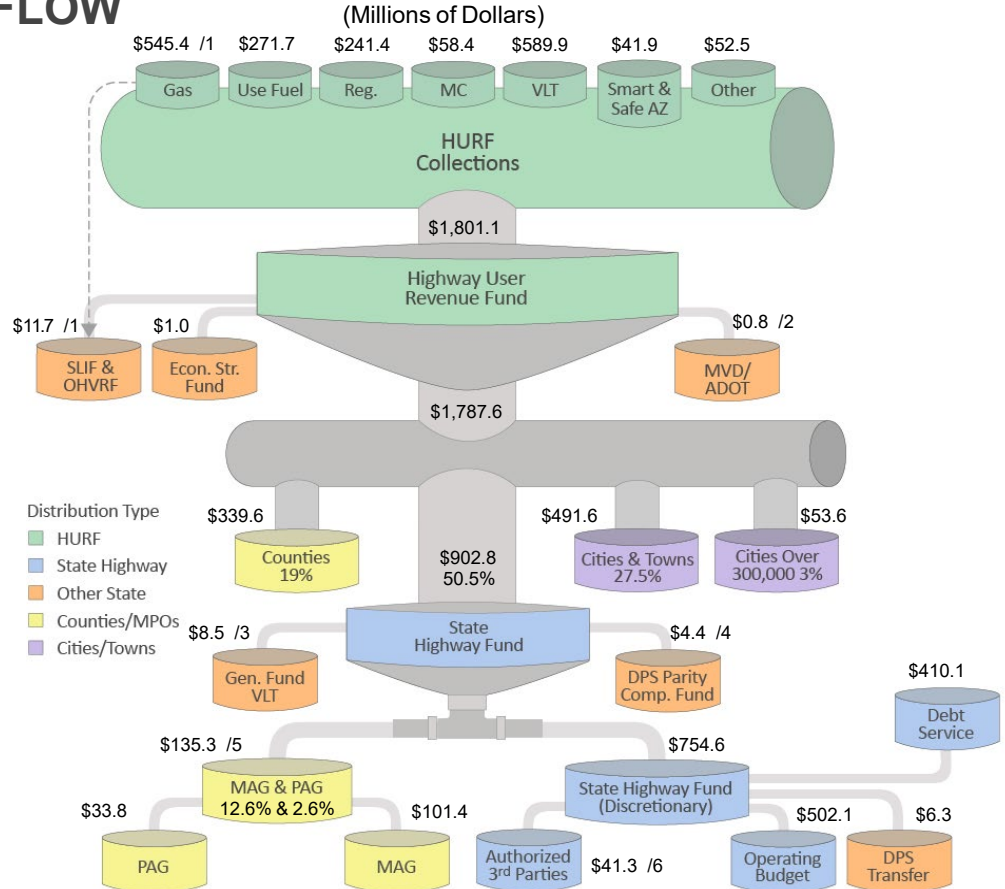 FLOW
(Millions of Dollars)
$545.4 /1 $271.7 $241.4 $58.4 $589.9 $41.9 $52.5
Gas Use Fuel Reg. MC VLT Smart & Other
Safe AZ
HURF
Collections
$1,801.1
Highway User
Revenue Fund
$11.7 /1 $1.0 $0.8 /2
SLIF &
OHVRF
Econ. Str.
Fund
MVD/
ADOT
$1,787.6
Distribution Type
HURF
State Highway
Other State
Counties/MPOs
Cities/Towns
$339.6
Counties
19%
$902.8
50.5%
$491.6
Cities & Towns
27.5%
$53.6
Cities Over
300,000 3%
State
Highway Fund
$8.5 /3
Gen. Fund
VLT
$4.4 /4
DPS Parity
Comp. Fund
$410.1
Debt
Service
$135.3 /5
MAG & PAG
12.6% & 2.6%
$754.6
State Highway Fund
(Discretionary)
$33.8
PAG
$101.4
MAG
Authorized
3rd Parties
$41.3 /6
$502.1
Operating
Budget
$6.3
DPS
Transfer